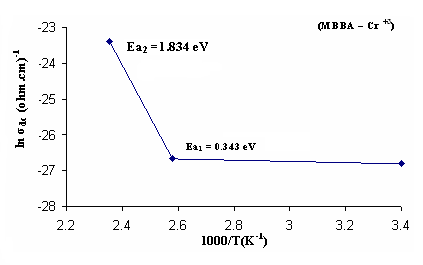 (MBBA – Cr +3)
Ea2 = 1.834 eV
Ea1 = 0.343 eV
ln σdc (ohm.cm)-1
-23
-24
-25
-26
-27
-28
2.2 2.4 2.6 2.8 3 3.2 3.4
1000/T(K-1)